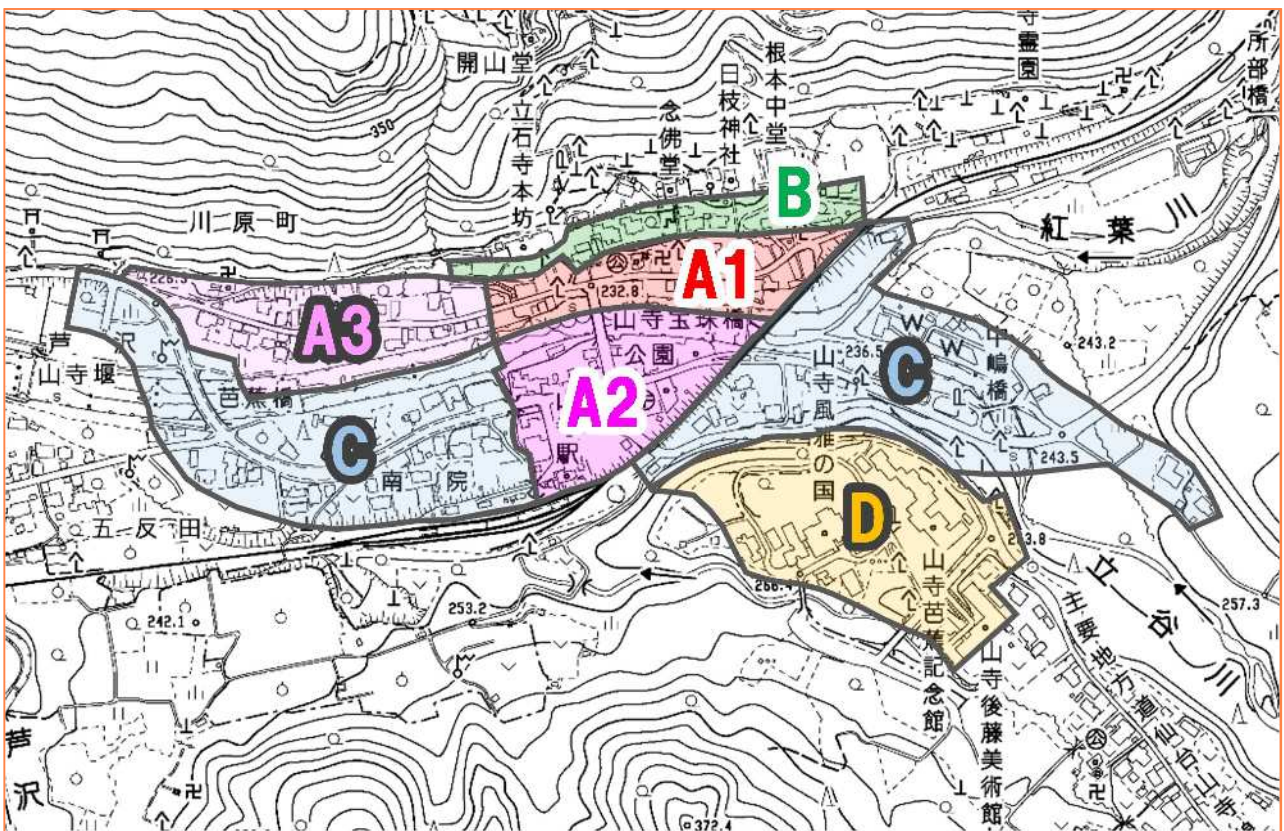 開山堂
立石寺本坊
念佛堂
日枝神社
根本中堂
寺霊園
所部橋
350
川原町
B
紅葉川
226.5
A1
232.8
A3
山寺宝珠橋
公園
A2
駅
芦沢
山寺堰
芭蕉橋
C
南院
五反田
山寺風雅の国
236.5
C
中嶋橋
243.2
243.5
D
253.2
242.1
山寺芭蕉記念館
山寺後藤美術館
主要地方道仙台山寺
立谷川
257.3
芦沢
372.4